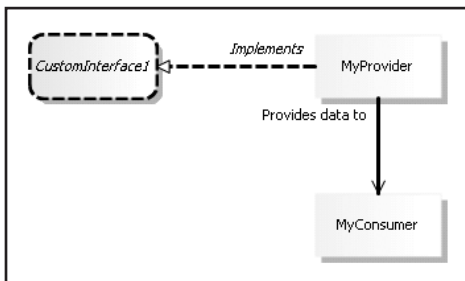 Implements
CustomInterface1
MyProvider
Provides data to
MyConsumer